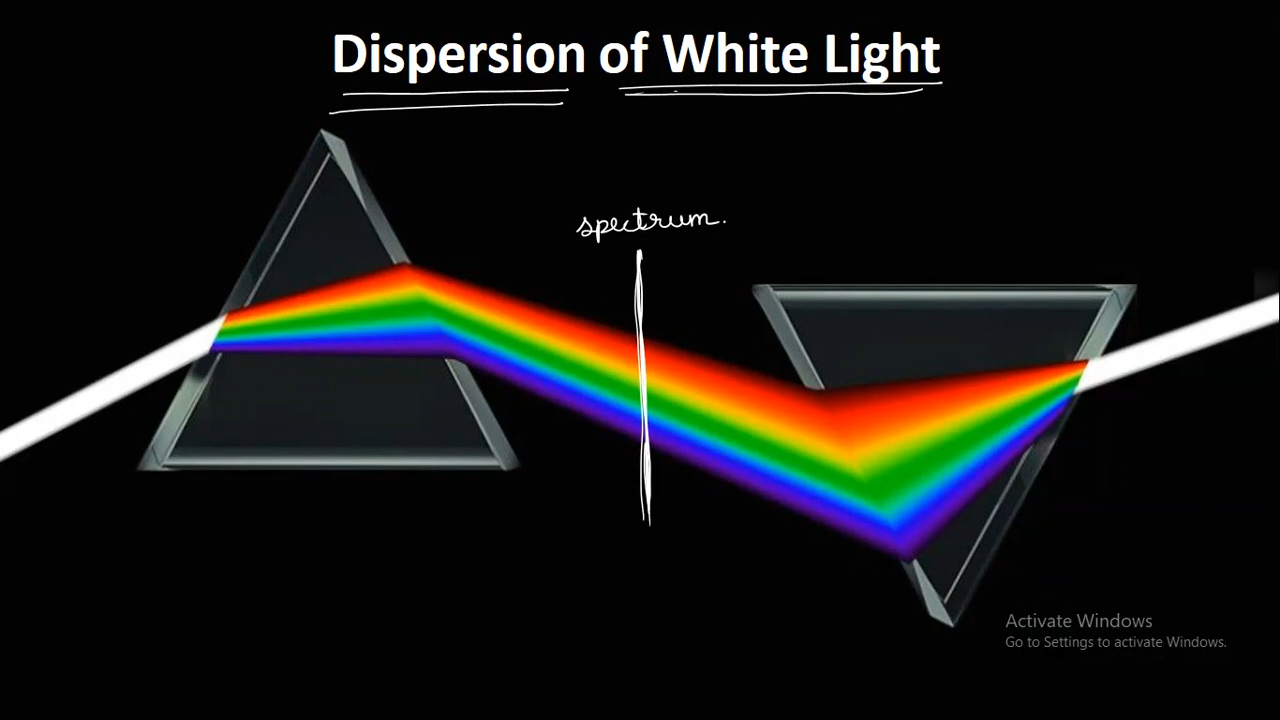 Dispersion of White Light
spectrum.
Activate Windows
Go to Settings to activate Windows.